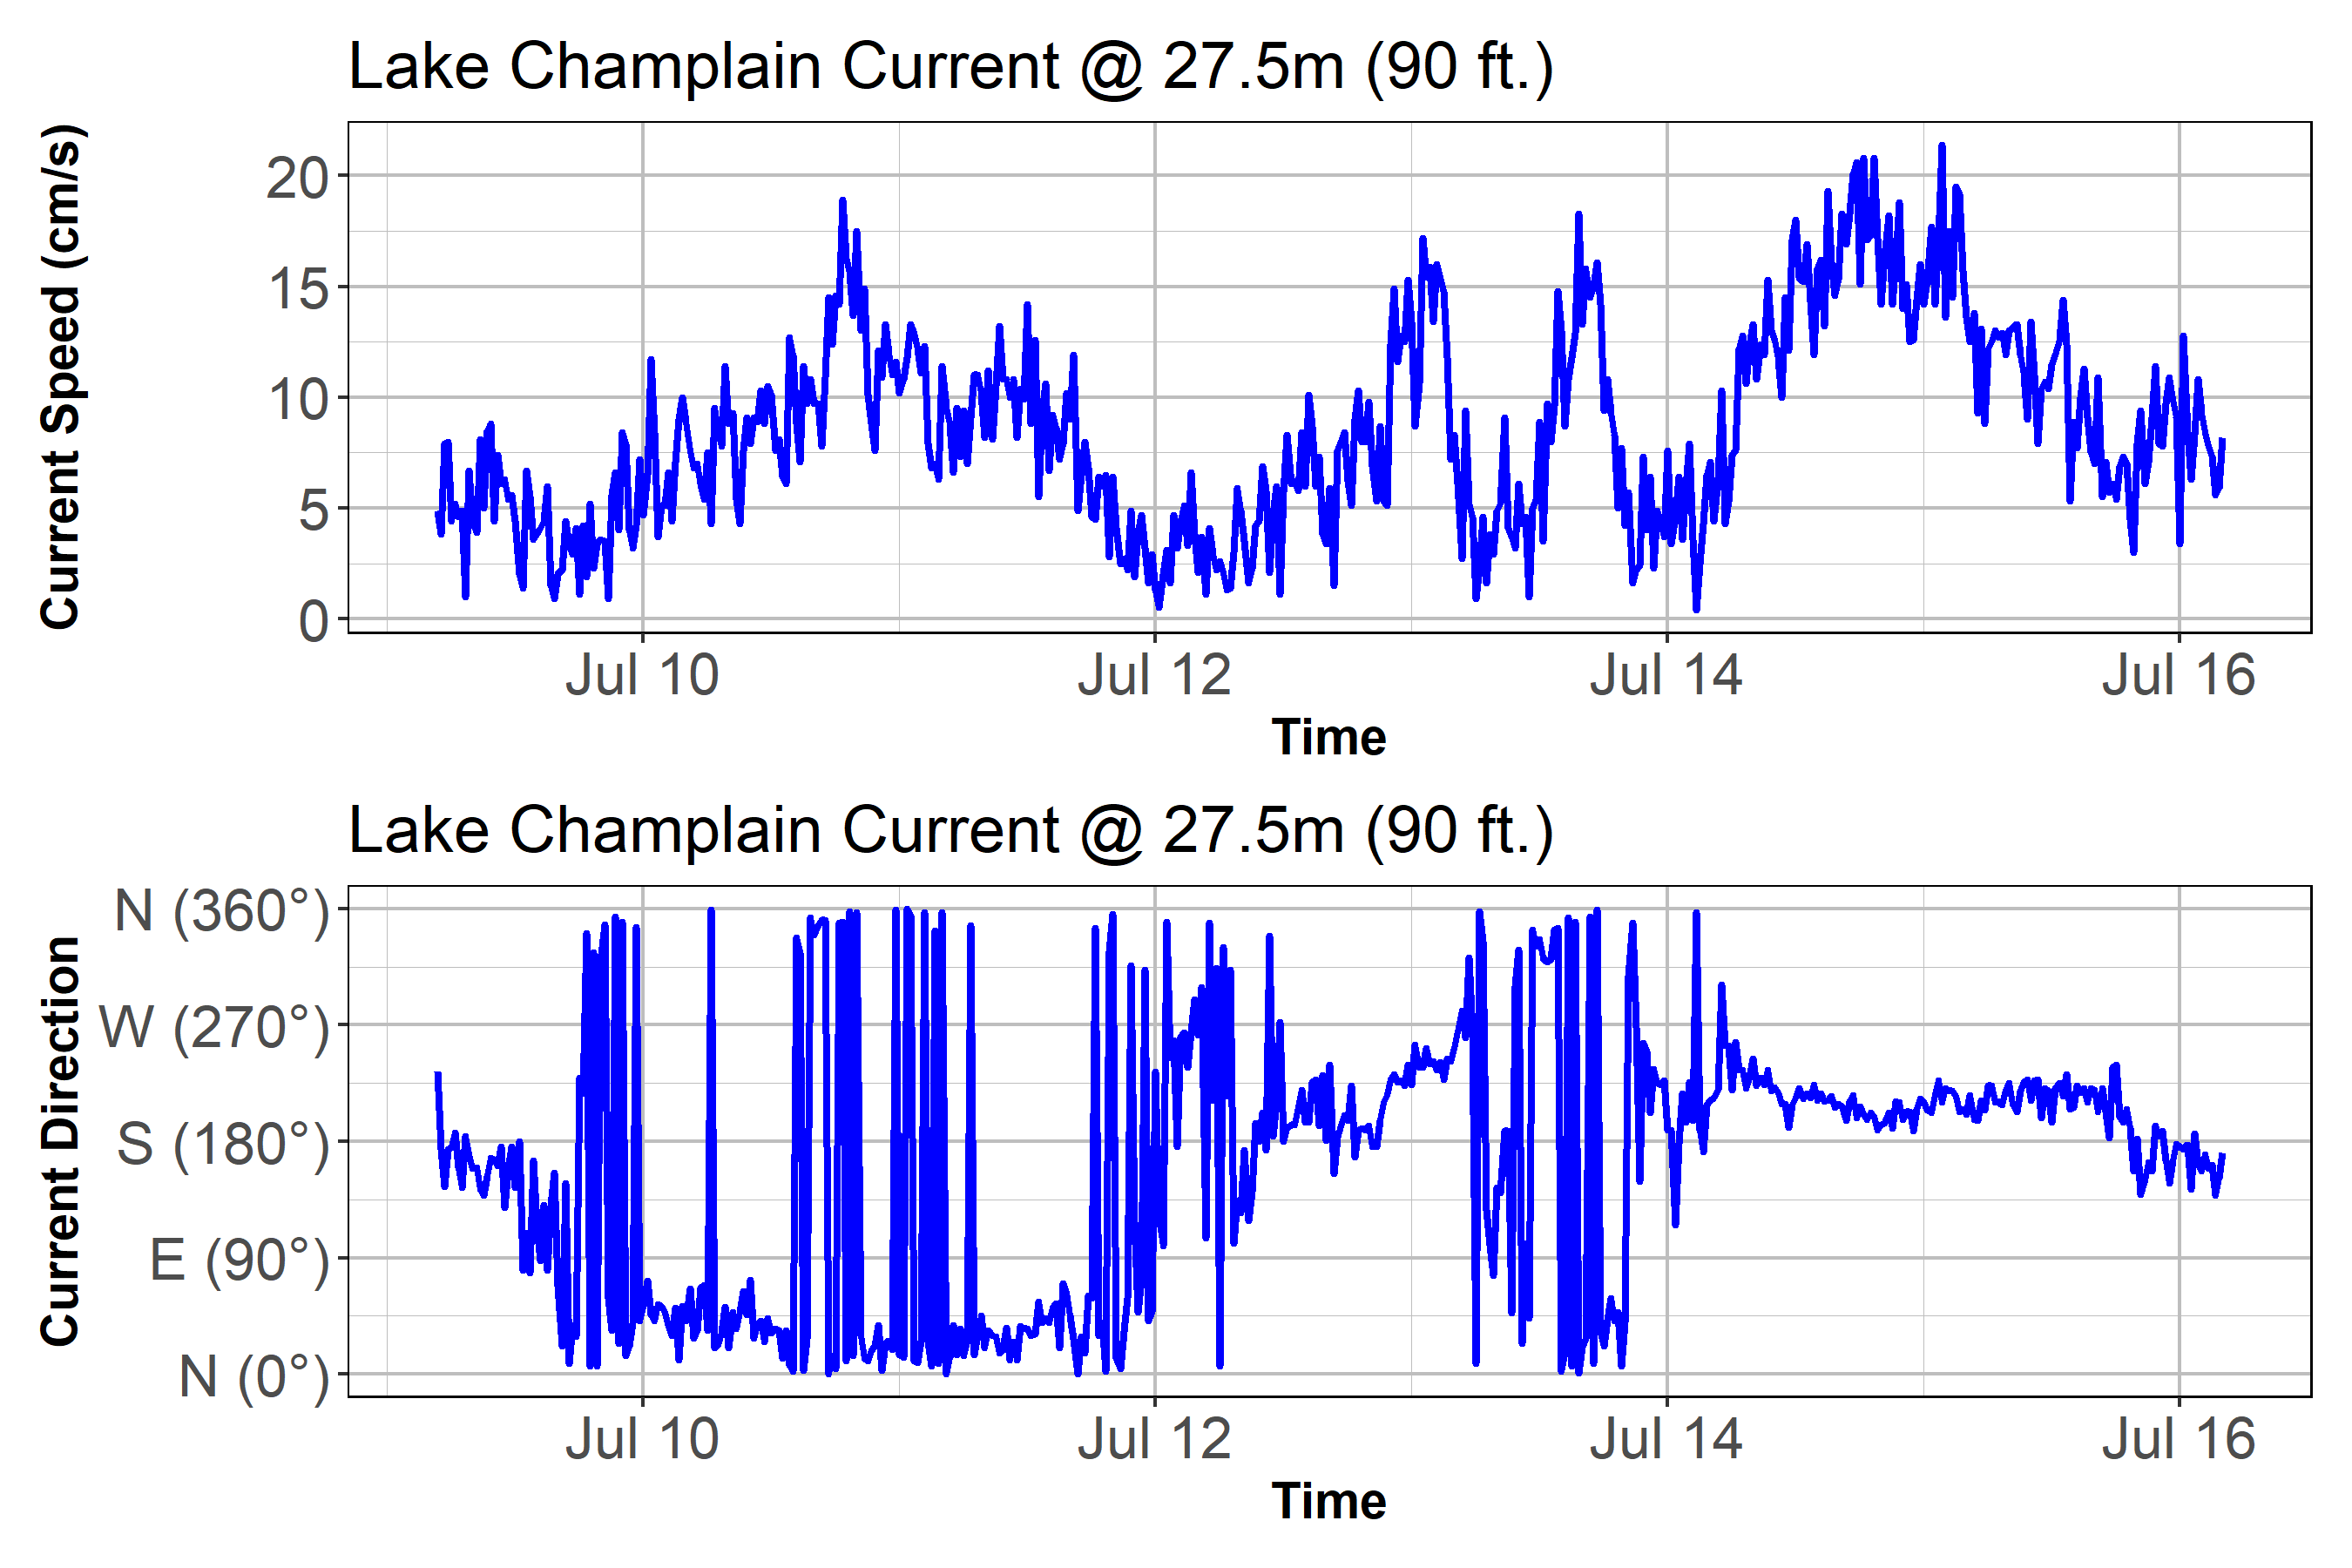 Lake Champlain Current @ 27.5m (90 ft.)
Current Speed (cm/s)
20
15
10
5
0
Jul 10 Jul 12 Jul 14 Jul 16
Time
Lake Champlain Current @ 27.5m (90 ft.)
Current Direction
N (360°)
W (270°)
S (180°)
E (90°)
N (0°)
Jul 10 Jul 12 Jul 14 Jul 16
Time